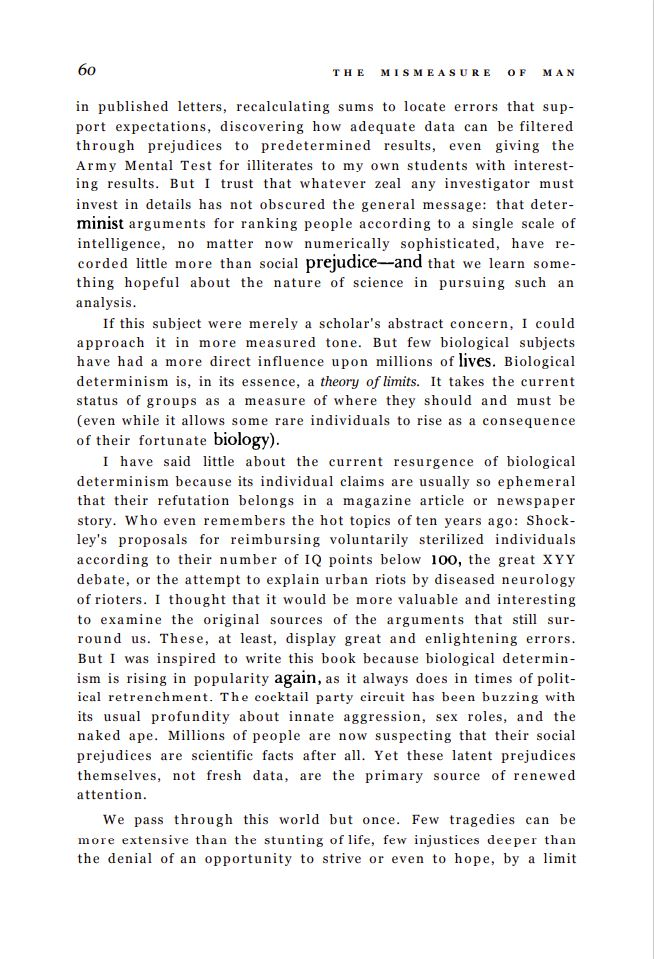 60 THE MISMEASURE OF MAN
in published letters, recalculating sums to locate errors that sup-
port expectations, discovering how adequate data can be filtered
through prejudices to predetermined results, even giving the
Army Mental Test for illiterates to my own students with interest-
ing results. But I trust that whatever zeal any investigator must
invest in details has not obscured the general message: that deter-
minist arguments for ranking people according to a single scale of
intelligence, no matter now numerically sophisticated, have re-
corded little more than social prejudice—and that we learn some-
thing hopeful about the nature of science in pursuing such an
analysis.
If this subject were merely a scholar's abstract concern, I could
approach it in more measured tone. But few biological subjects
have had a more direct influence upon millions of lives. Biological
determinism is, in its essence, a theory of limits. It takes the current
status of groups as a measure of where they should and must be
(even while it allows some rare individuals to rise as a consequence
of their fortunate biology).
I have said little about the current resurgence of biological
determinism because its individual claims are usually so ephemeral
that their refutation belongs in a magazine article or newspaper
story. Who even remembers the hot topics of ten years ago: Shock-
ley's proposals for reimbursing voluntarily sterilized individuals
according to their number of IQ points below 100, the great XYY
debate, or the attempt to explain urban riots by diseased neurology
of rioters. I thought that it would be more valuable and interesting
to examine the original sources of the arguments that still sur-
round us. These, at least, display great and enlightening errors.
But I was inspired to write this book because biological determin-
ism is rising in popularity again, as it always does in times of polit-
ical retrenchment. The cocktail party circuit has been buzzing with
its usual profundity about innate aggression, sex roles, and the
naked ape. Millions of people are now suspecting that their social
prejudices are scientific facts after all. Yet these latent prejudices
themselves, not fresh data, are the primary source of renewed
attention.
We pass through this world but once. Few tragedies can be
more extensive than the stunting of life, few injustices deeper than
the denial of an opportunity to strive or even to hope, by a limit